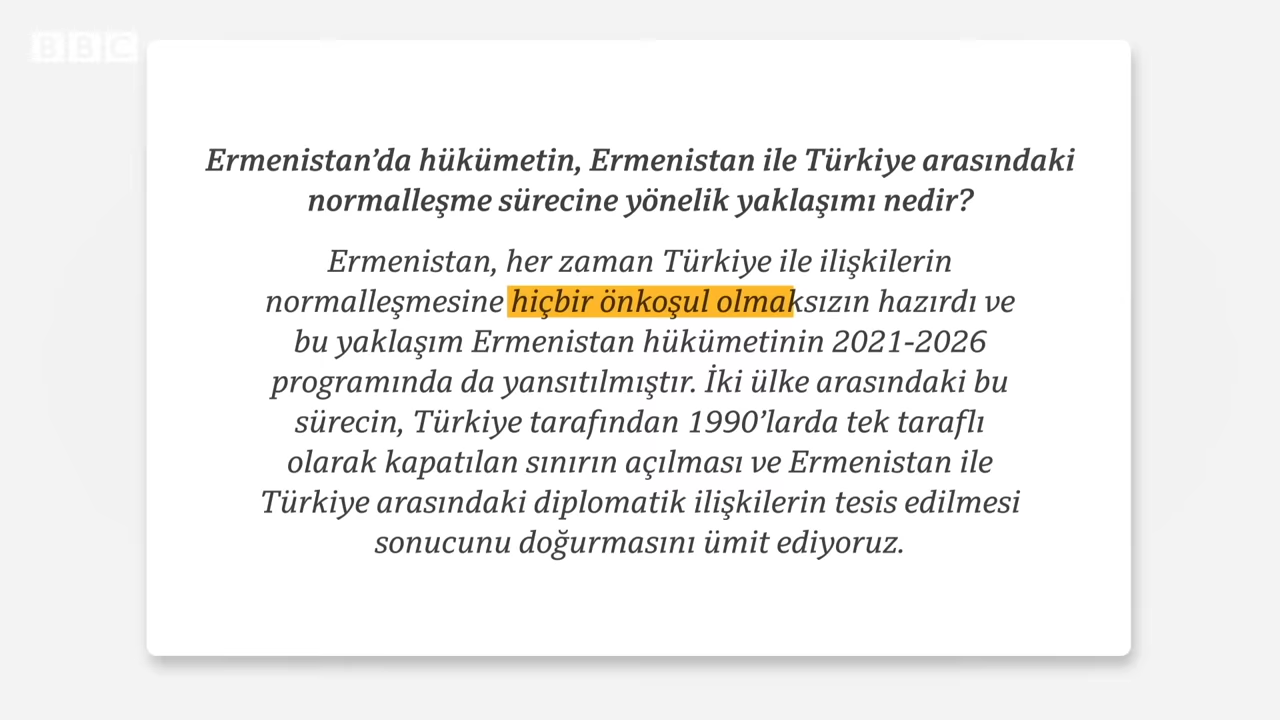 BBC
Ermenistan’da hükümetin, Ermenistan ile Türkiye arasındaki
normalleşme sürecine yönelik yaklaşımı nedir?
Ermenistan, her zaman Türkiye ile ilişkilerin
normalleşmesine hiçbir önkoşul olmaksızın hazırdı ve
bu yaklaşım Ermenistan hükümetinin 2021-2026
programında da yansıtılmıştır. İki ülke arasındaki bu
sürecin, Türkiye tarafından 1990’larda tek taraflı
olarak kapatılan sınırın açılması ve Ermenistan ile
Türkiye arasındaki diplomatik ilişkilerin tesis edilmesi
sonucunu doğurmasını ümit ediyoruz.